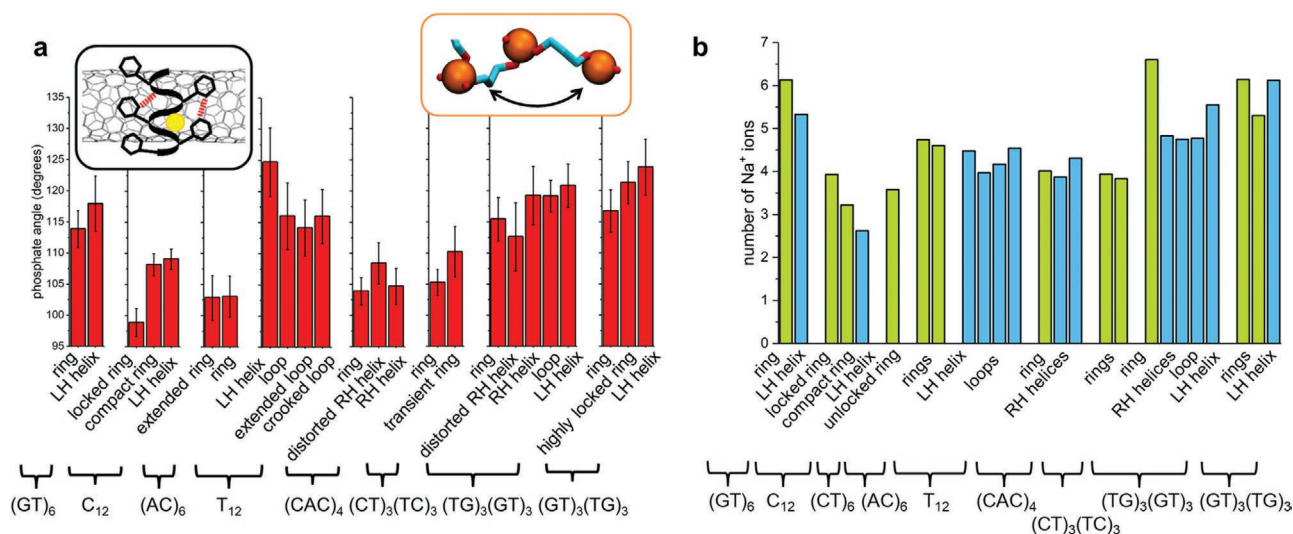 a
phosphate angle (degrees)
135
130
125
120
115
110
105
100
95
ring
LH helix
locked ring
compact ring
LH helix
extended ring
ring
LH helix
loop
extended loop
crooked loop
ring
distorted RH helix
RH helix
ring
transient ring
ring
distorted RH helix
RH helix
loop
LH helix
ring
highly locked ring
LH helix
(GT)6
C12
(AC)6
T12
(CAC)4
(CT)3(TC)3
(TG)3(GT)3
(GT)3(TG)3
b
number of Na+ ions
7
6
5
4
3
2
1
0
ring
LH helix
locked ring
compact ring
LH helix
unlocked ring
rings
LH helix
loops
ring
RH helices
rings
ring
RH helices
loop
LH helix
rings
LH helix
(GT)6
C12
(CT)6
(AC)6
T12
(CAC)4
(CT)3(TC)3
(TG)3(GT)3
(GT)3(TG)3